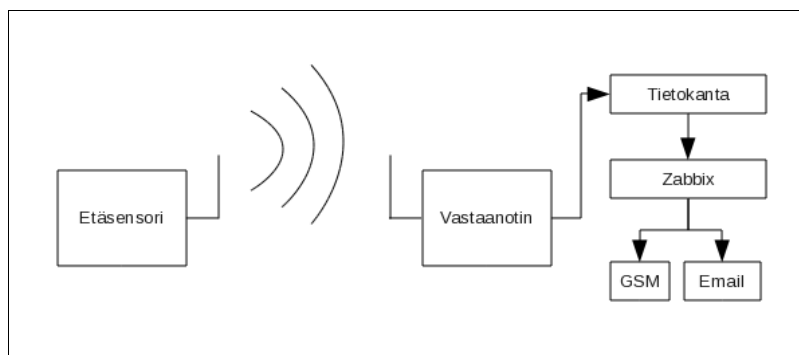 Etäsensori
Vastaanotin
Tietokanta
Zabbix
GSM
Email